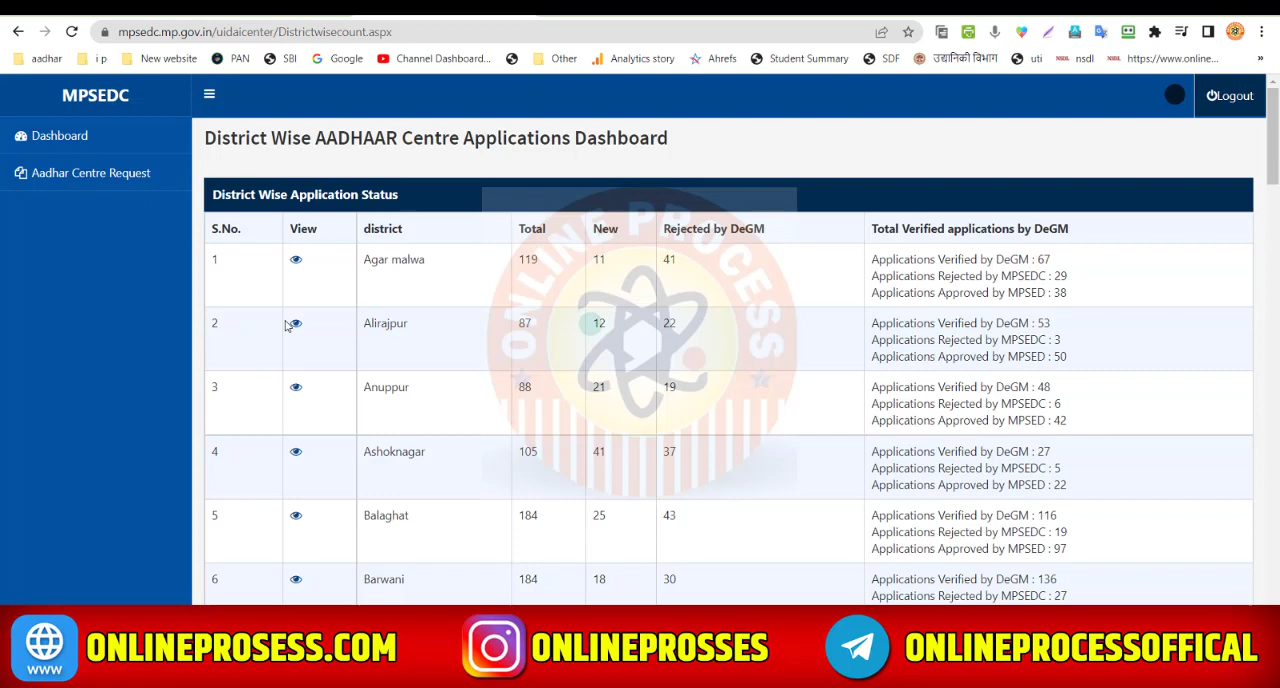 mpsedc.mp.gov.in/uidaicenter/Districtwisecount.aspx
aadhar i p New website PAN SBI Google Channel Dashboard... Other Analytics story Ahrefs Student Summary SDF उद्यानिकी विभाग uti NSDL nsdl NSDL https://www.online... »
MPSEDC Logout
Dashboard
Aadhar Centre Request
District Wise AADHAAR Centre Applications Dashboard
District Wise Application Status
S.No. View district Total New Rejected by DeGM Total Verified applications by DeGM
1 Agar malwa 119 11 41 Applications Verified by DeGM : 67
Applications Rejected by MPSEDC : 29
Applications Approved by MPSED : 38
2 Alirajpur 87 12 22 Applications Verified by DeGM : 53
Applications Rejected by MPSEDC : 3
Applications Approved by MPSED : 50
3 Anuppur 88 21 19 Applications Verified by DeGM : 48
Applications Rejected by MPSEDC : 6
Applications Approved by MPSED : 42
4 Ashoknagar 105 41 37 Applications Verified by DeGM : 27
Applications Rejected by MPSEDC : 5
Applications Approved by MPSED : 22
5 Balaghat 184 25 43 Applications Verified by DeGM : 116
Applications Rejected by MPSEDC : 19
Applications Approved by MPSED : 97
6 Barwani 184 18 30 Applications Verified by DeGM : 136
Applications Rejected by MPSEDC : 27
ONLINE PROCESS
WWW ONLINEPROSESS.COM ONLINEPROSSES ONLINEPROCESSOFFICAL